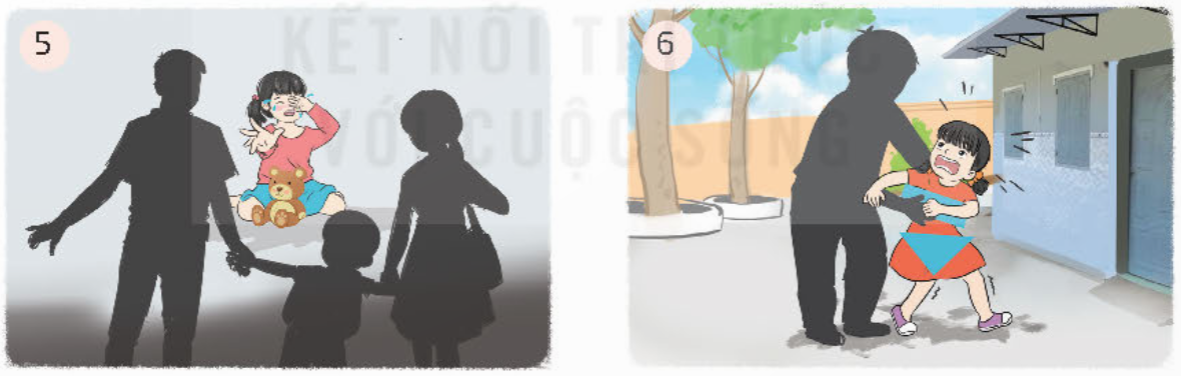 5
6
KẾT NỐI TRI THỨC
VỚI CUỘC SỐNG